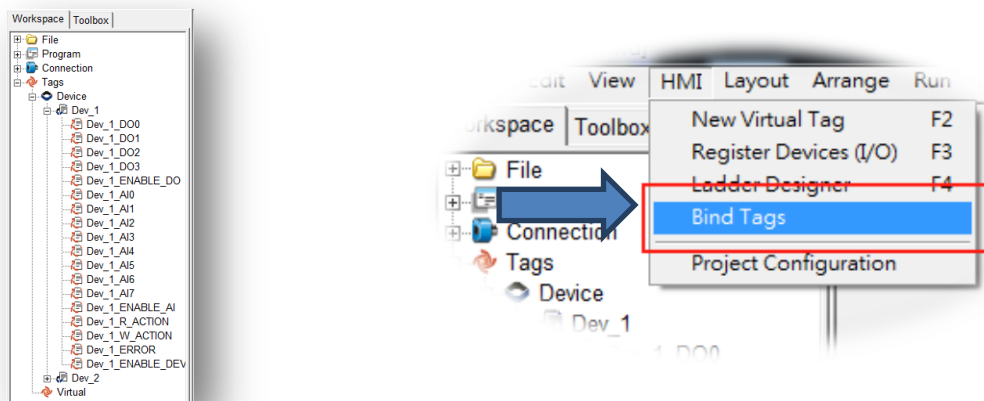 Workspace Toolbox
File
Program
Connection
Tags
Device
Dev_1
Dev_1_DO0
Dev_1_DO1
Dev_1_DO2
Dev_1_DO3
Dev_1_ENABLE_DO
Dev_1_AI0
Dev_1_AI1
Dev_1_AI2
Dev_1_AI3
Dev_1_AI4
Dev_1_AI5
Dev_1_AI6
Dev_1_AI7
Dev_1_ENABLE_AI
Dev_1_R_ACTION
Dev_1_W_ACTION
Dev_1_ERROR
Dev_1_ENABLE_DEV
Dev_2
Virtual
View HMI Layout Arrange Run
Toolbox
New Virtual Tag F2
Register Devices (I/O) F3
Ladder Designer F4
Bind Tags
Project Configuration
File
Connection
Tags
Device
Dev_1